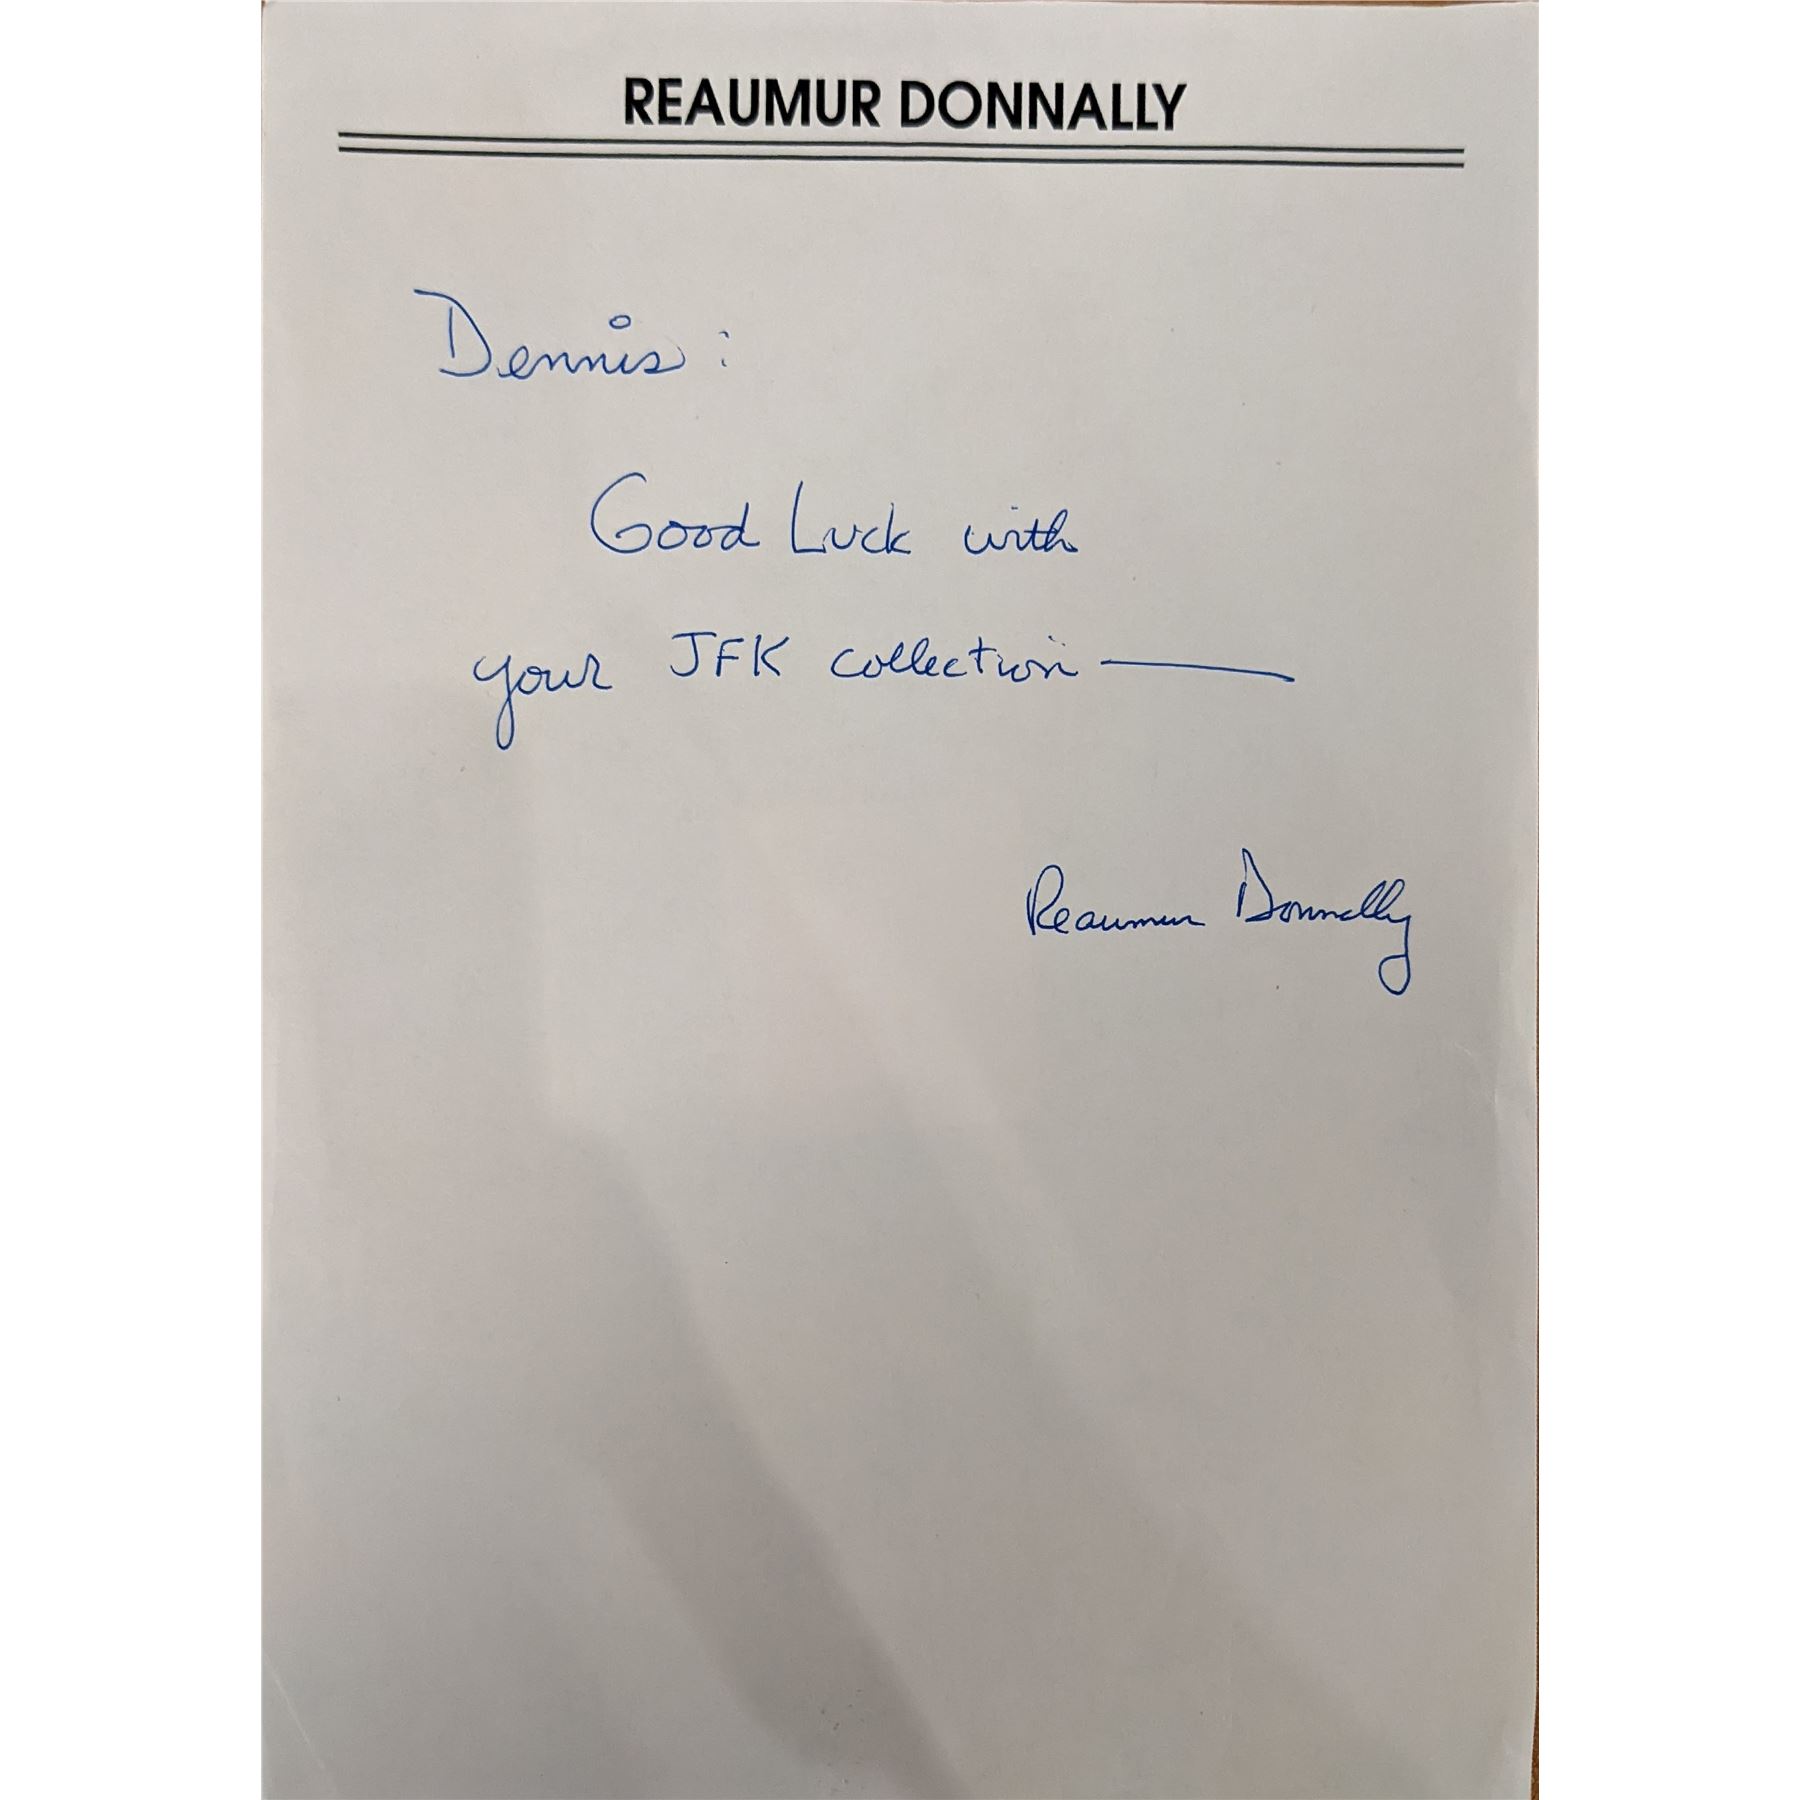 REAUMUR DONNALLY
Dennis:
Good Luck with
your JFK collection —
Reaumur Donnally